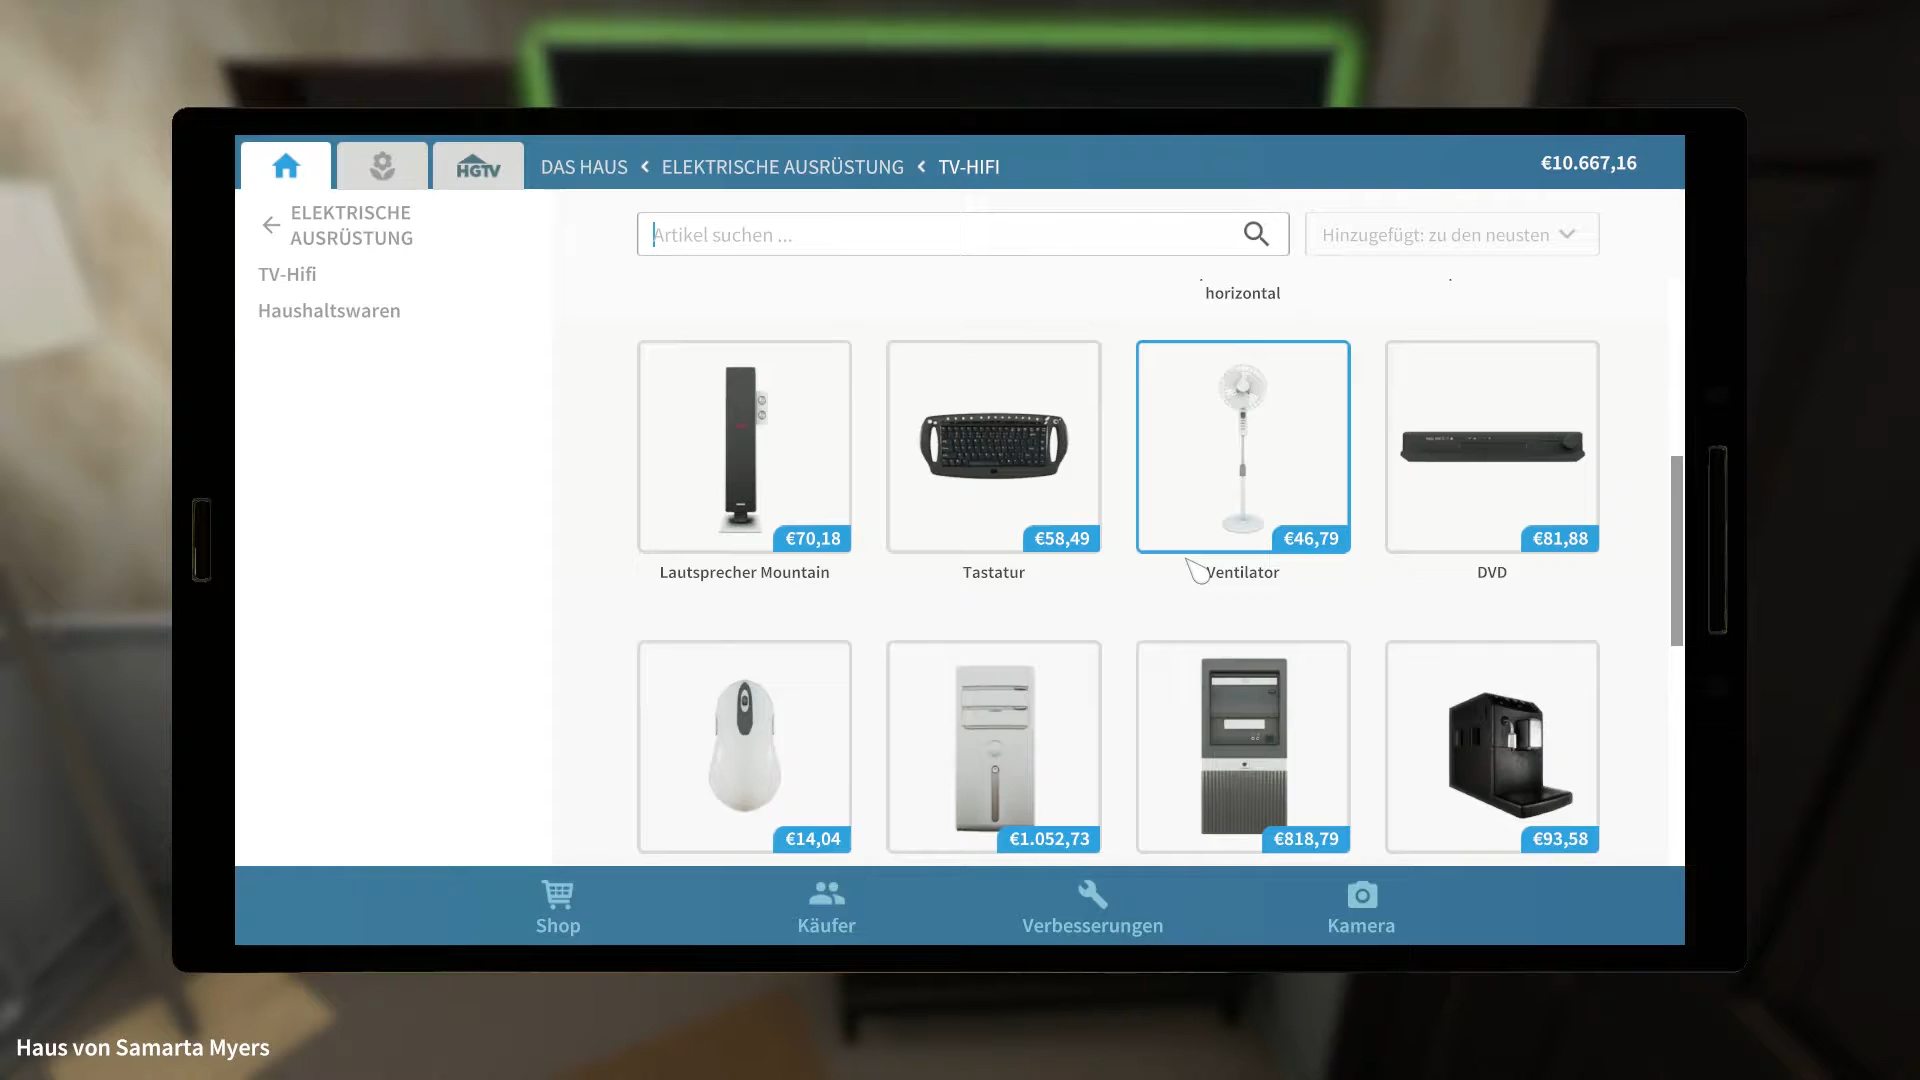 HGTV
DAS HAUS < ELEKTRISCHE AUSRÜSTUNG < TV-HIFI
€10.667,16
ELEKTRISCHE
AUSRÜSTUNG
TV-Hifi
Haushaltswaren
Artikel suchen ...
Hinzugefügt: zu den neusten
horizontal
€70,18
€58,49
€46,79
€81,88
Lautsprecher Mountain
Tastatur
Ventilator
DVD
€14,04
€1.052,73
€818,79
€93,58
Shop
Käufer
Verbesserungen
Kamera
Haus von Samarta Myers